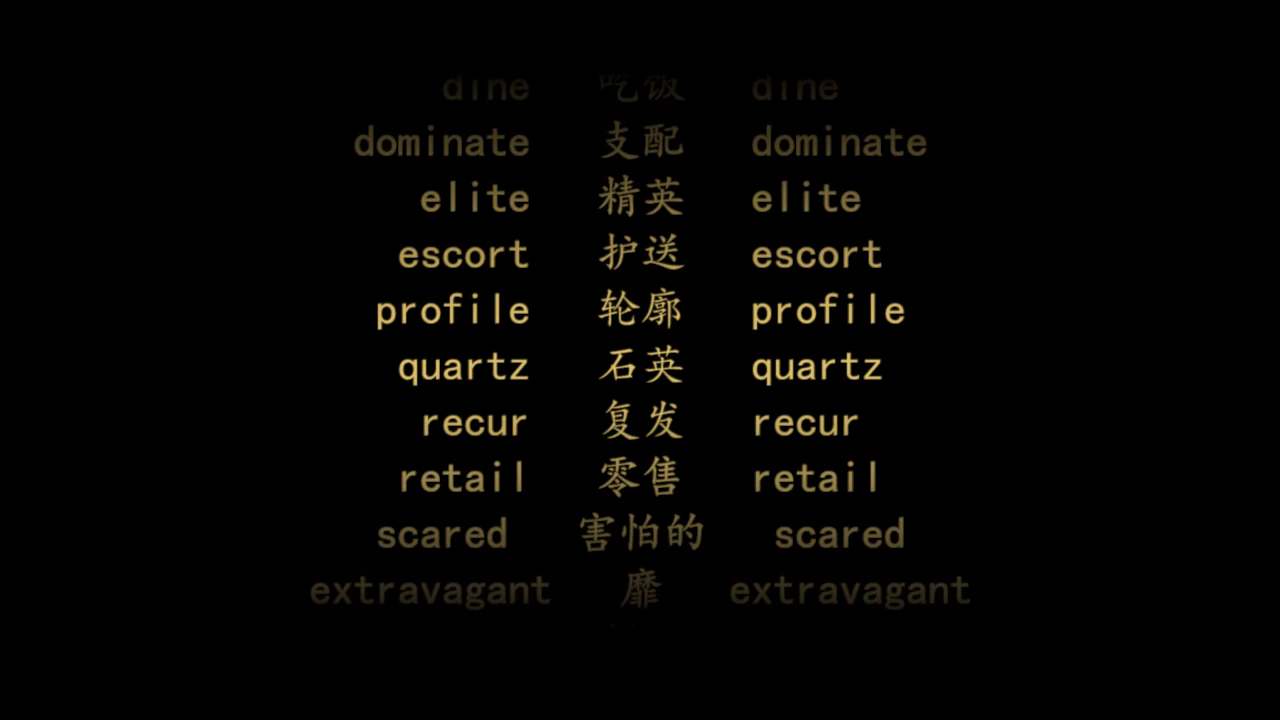 dine 吃饭 dine
dominate 支配 dominate
elite 精英 elite
escort 护送 escort
profile 轮廓 profile
quartz 石英 quartz
recur 复发 recur
retail 零售 retail
scared 害怕的 scared
extravagant 靡 extravagant